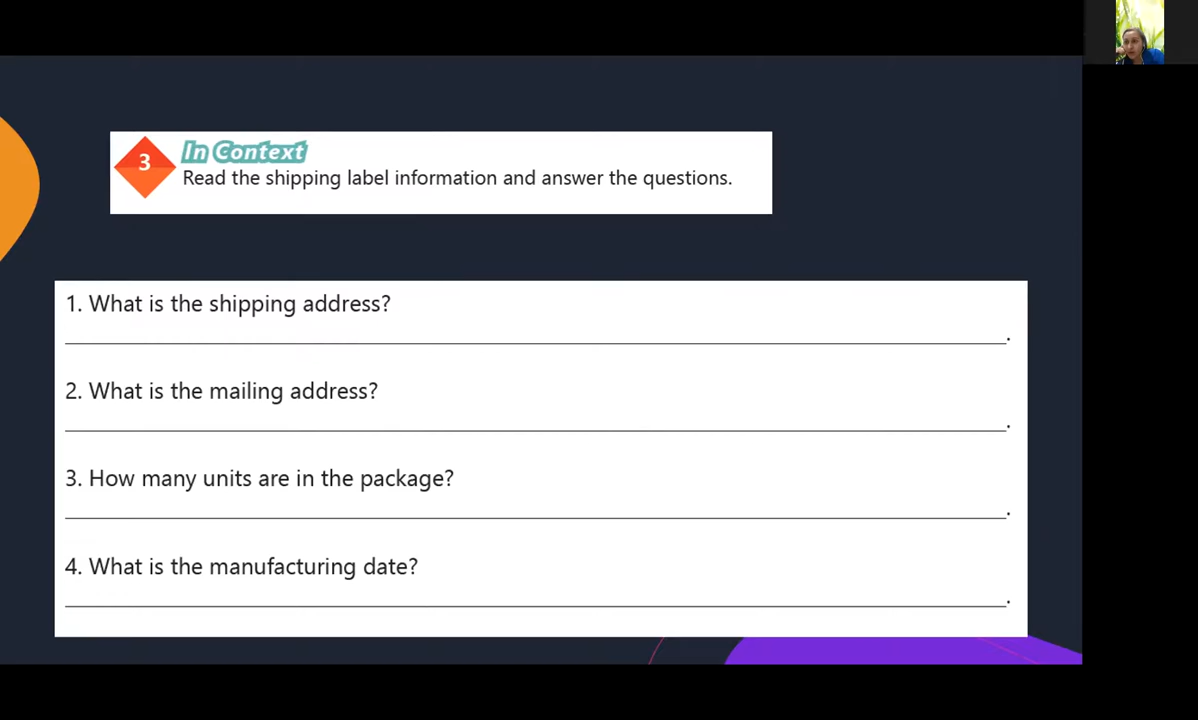 3
In Context
Read the shipping label information and answer the questions.
1. What is the shipping address?
.
2. What is the mailing address?
.
3. How many units are in the package?
.
4. What is the manufacturing date?
.